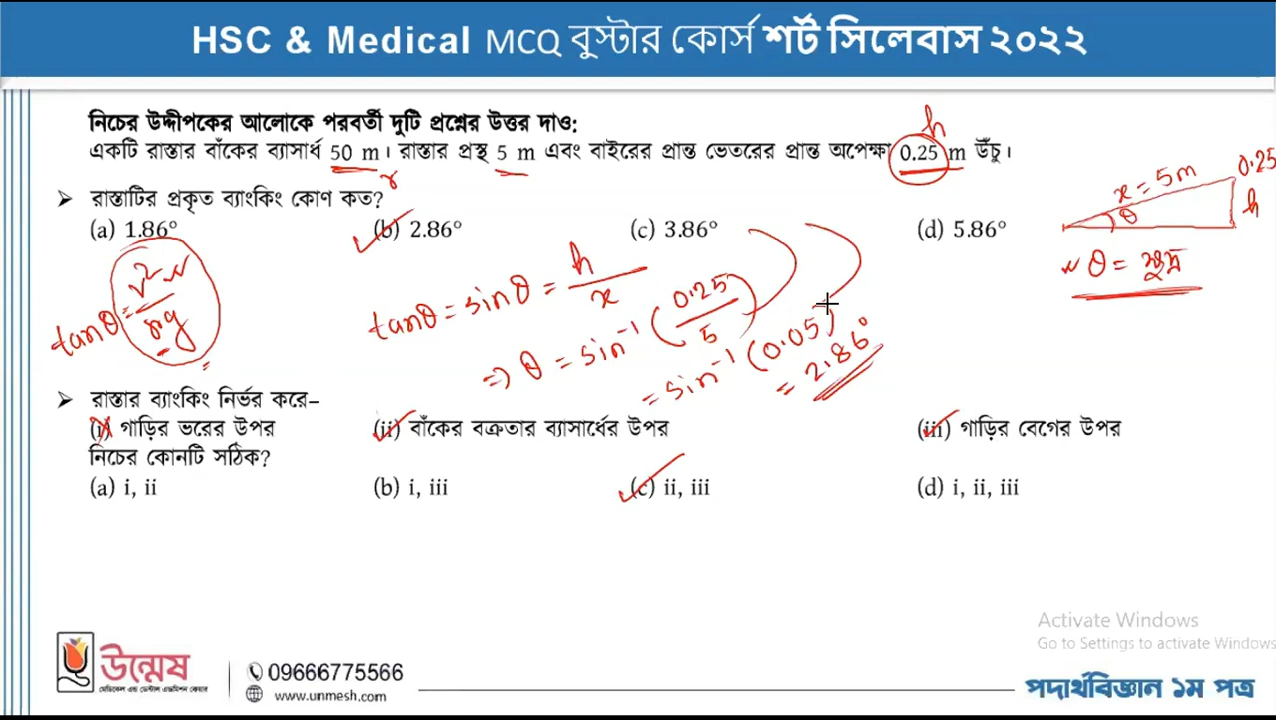 HSC & Medical MCQ বুস্টার কোর্স শর্ট সিলেবাস ২০২২
নিচের উদ্দীপকের আলোকে পরবর্তী দুটি প্রশ্নের উত্তর দাও:
h
একটি রাস্তার বাঁকের ব্যাসার্ধ 50 m। রাস্তার প্রস্থ 5 m এবং বাইরের প্রান্ত ভেতরের প্রান্ত অপেক্ষা 0.25 m উঁচু।
r
x = 5m
0.25
θ
h
➤ রাস্তাটির প্রকৃত ব্যাংকিং কোণ কত?
(a) 1.86° (b) 2.86° (c) 3.86° (d) 5.86°
θ = ক্ষুদ্র
tanθ = v²/rg
tanθ = sinθ = h/x
⇒ θ = sin⁻¹ (0.25/5)
= sin⁻¹ (0.05)
= 2.86°
➤ রাস্তার ব্যাংকিং নির্ভর করে–
(i) গাড়ির ভরের উপর (ii) বাঁকের বক্রতার ব্যাসার্ধের উপর (iii) গাড়ির বেগের উপর
নিচের কোনটি সঠিক?
(a) i, ii (b) i, iii (c) ii, iii (d) i, ii, iii
Activate Windows
Go to Settings to activate Windows
উন্মেষ
মেডিকেল এন্ড ডেন্টাল এডমিশন কেয়ার
09666775566
www.unmesh.com
পদার্থবিজ্ঞান ১ম পত্র